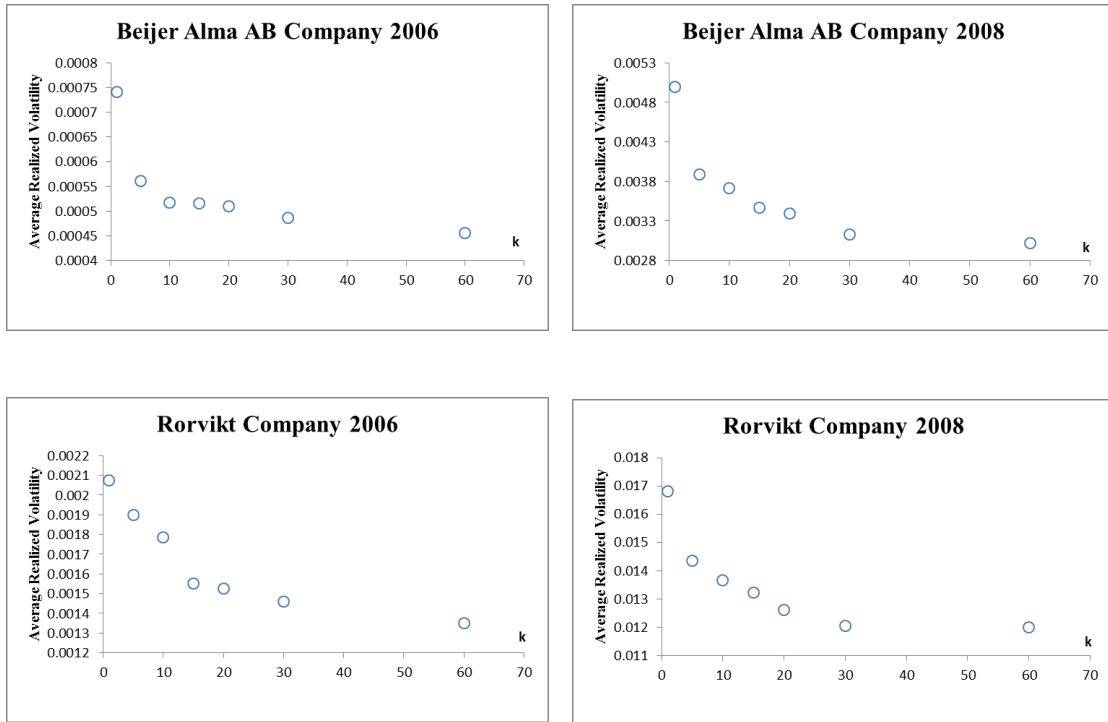 Beijer Alma AB Company 2006
Average Realized Volatility
0.0008
0.00075
0.0007
0.00065
0.0006
0.00055
0.0005
0.00045
0.0004
k
0 10 20 30 40 50 60 70
Beijer Alma AB Company 2008
Average Realized Volatility
0.0053
0.0048
0.0043
0.0038
0.0033
0.0028
k
0 10 20 30 40 50 60 70
Rorvikt Company 2006
Average Realized Volatility
0.0022
0.0021
0.002
0.0019
0.0018
0.0017
0.0016
0.0015
0.0014
0.0013
0.0012
k
0 10 20 30 40 50 60 70
Rorvikt Company 2008
Average Realized Volatility
0.018
0.017
0.016
0.015
0.014
0.013
0.012
0.011
k
0 10 20 30 40 50 60 70